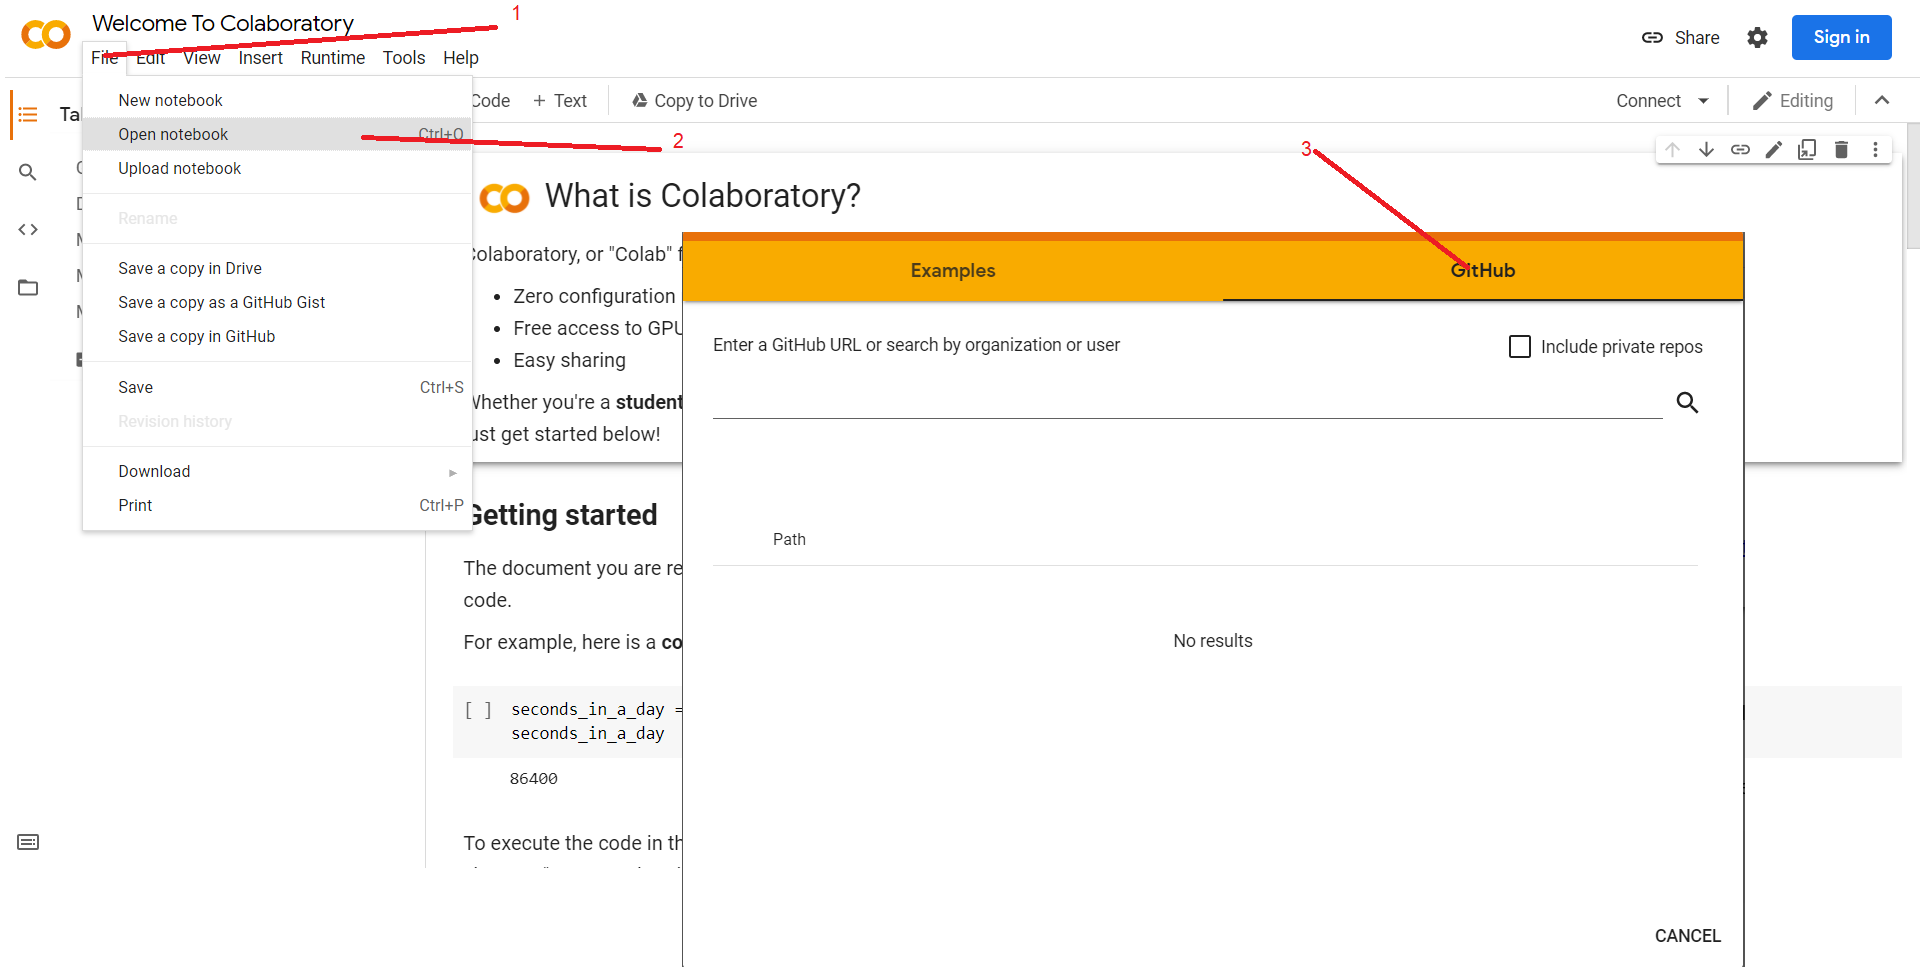 Welcome To Colaboratory
1
File Edit View Insert Runtime Tools Help
Share
Sign in
New notebook
Open notebook Ctrl+O
2
Upload notebook
Rename
Save a copy in Drive
Save a copy as a GitHub Gist
Save a copy in GitHub
Save Ctrl+S
Revision history
Download
Print Ctrl+P
Code + Text Copy to Drive
Connect Editing
3
CO What is Colaboratory?
Colaboratory, or "Colab"
• Zero configuration
• Free access to GPU
• Easy sharing
Whether you're a student
just get started below!
Getting started
The document you are re
code.
For example, here is a co
[ ] seconds_in_a_day =
seconds_in_a_day
86400
To execute the code in th
Examples GitHub
Enter a GitHub URL or search by organization or user
Include private repos
Path
No results
CANCEL